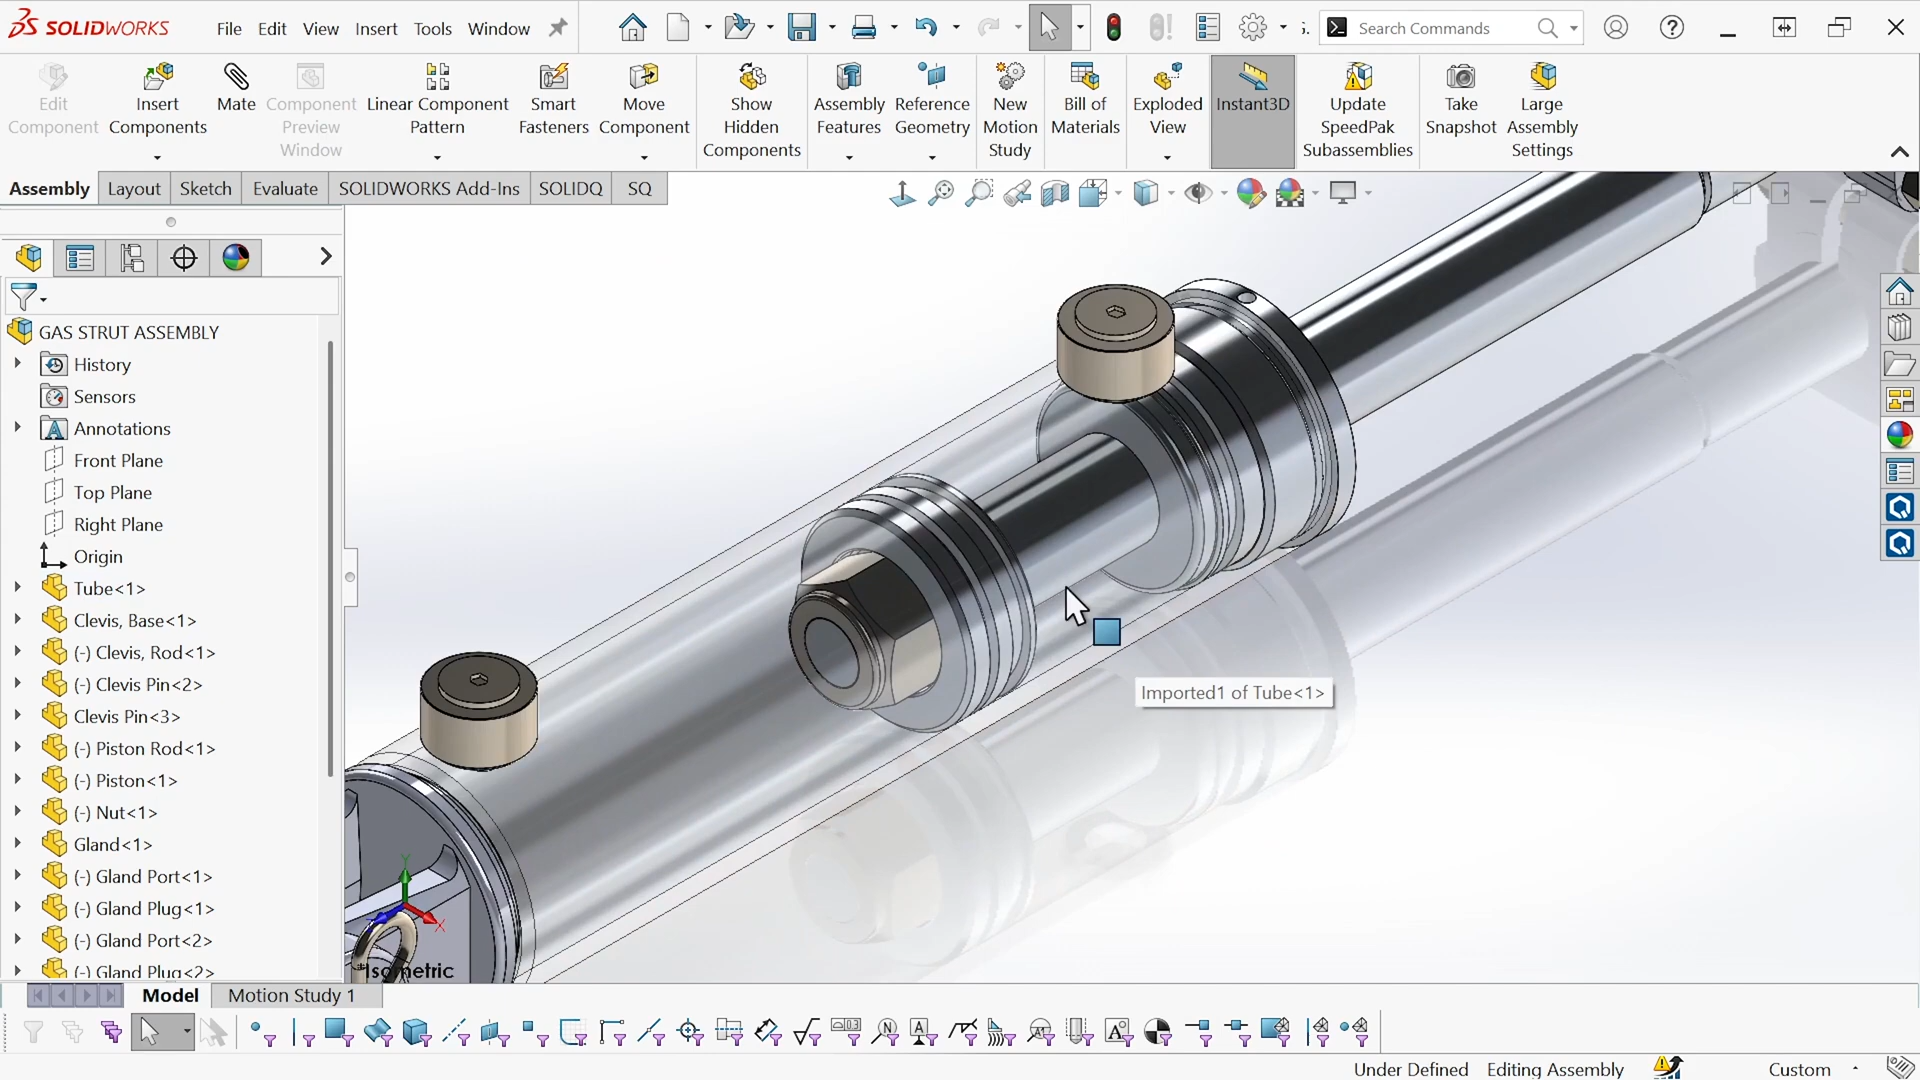 SOLIDWORKS File Edit View Insert Tools Window Search Commands
Edit Component
Insert Components
Mate
Component Preview Window
Linear Component Pattern
Smart Fasteners
Move Component
Show Hidden Components
Assembly Features
Reference Geometry
New Motion Study
Bill of Materials
Exploded View
Instant3D
Update SpeedPak Subassemblies
Take Snapshot
Large Assembly Settings
Assembly Layout Sketch Evaluate SOLIDWORKS Add-Ins SOLIDQ SQ
GAS STRUT ASSEMBLY
History
Sensors
Annotations
Front Plane
Top Plane
Right Plane
Origin
Tube<1>
Clevis, Base<1>
(-) Clevis, Rod<1>
(-) Clevis Pin<2>
Clevis Pin<3>
(-) Piston Rod<1>
(-) Piston<1>
(-) Nut<1>
Gland<1>
(-) Gland Port<1>
(-) Gland Plug<1>
(-) Gland Port<2>
(-) Gland Plug<2>
Imported1 of Tube<1>
Y
X
*Isometric
Model Motion Study 1
Under Defined Editing Assembly Custom